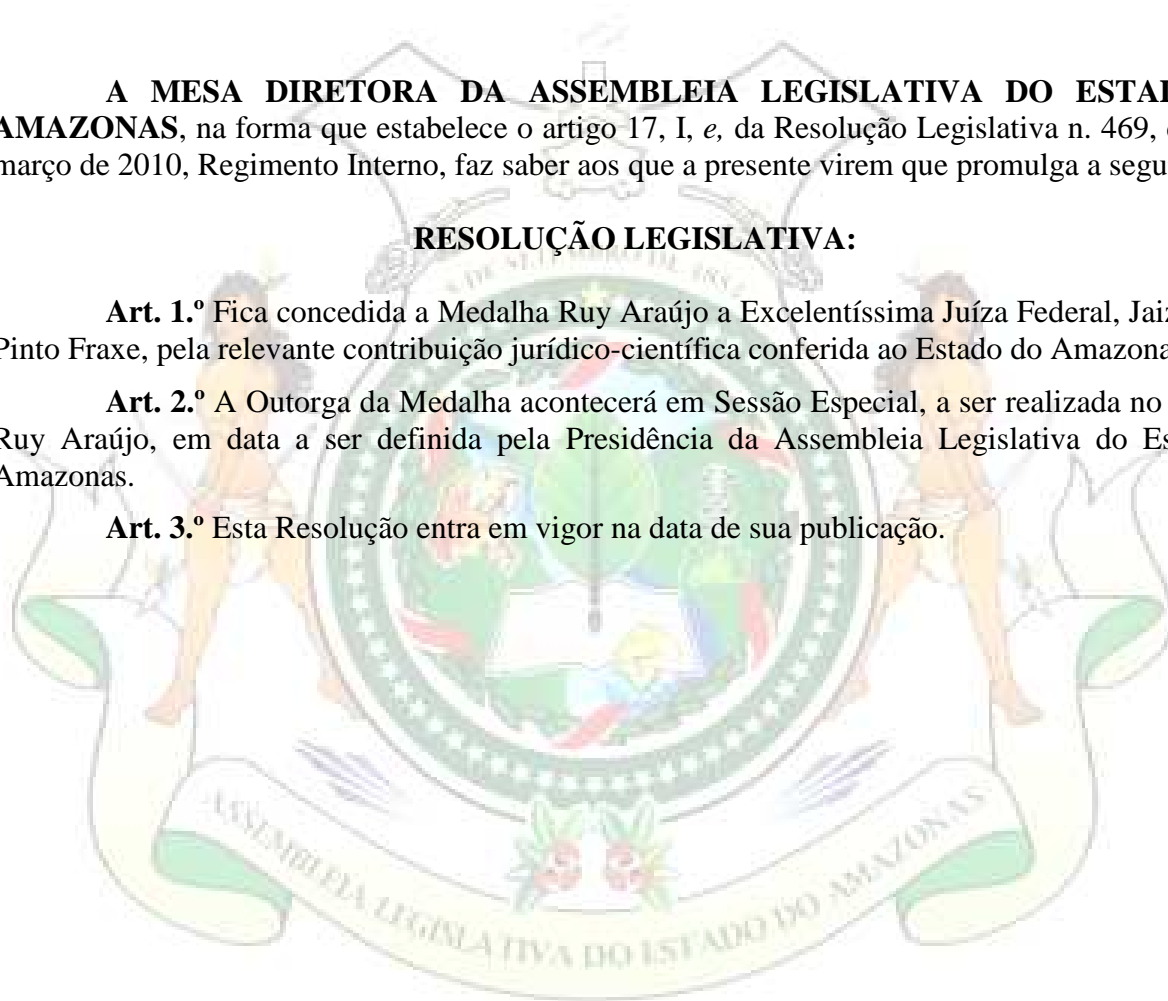 A MESA DIRETORA DA ASSEMBLEIA LEGISLATIVA DO
AMAZONAS, na forma que estabelece o artigo 17, I, e, da Resolução Legislativa n. 469,
março de 2010, Regimento Interno, faz saber aos que a presente virem que promulga a
RESOLUÇÃO LEGISLATIVA:
Art. 1.º Fica concedida a Medalha Ruy Araújo a Excelentíssima Juíza Federal,
Pinto Fraxe, pela relevante contribuição jurídico-científica conferida ao Estado do
Art. 2.º A Outorga da Medalha acontecerá em Sessão Especial, a ser realizada no
Ruy Araújo, em data a ser definida pela Presidência da Assembleia Legislativa do
Amazonas.
Art. 3.º Esta Resolução entra em vigor na data de sua publicação.
ASSEMBLEIA LEGISLATIVA DO ESTADO DO AMAZONAS